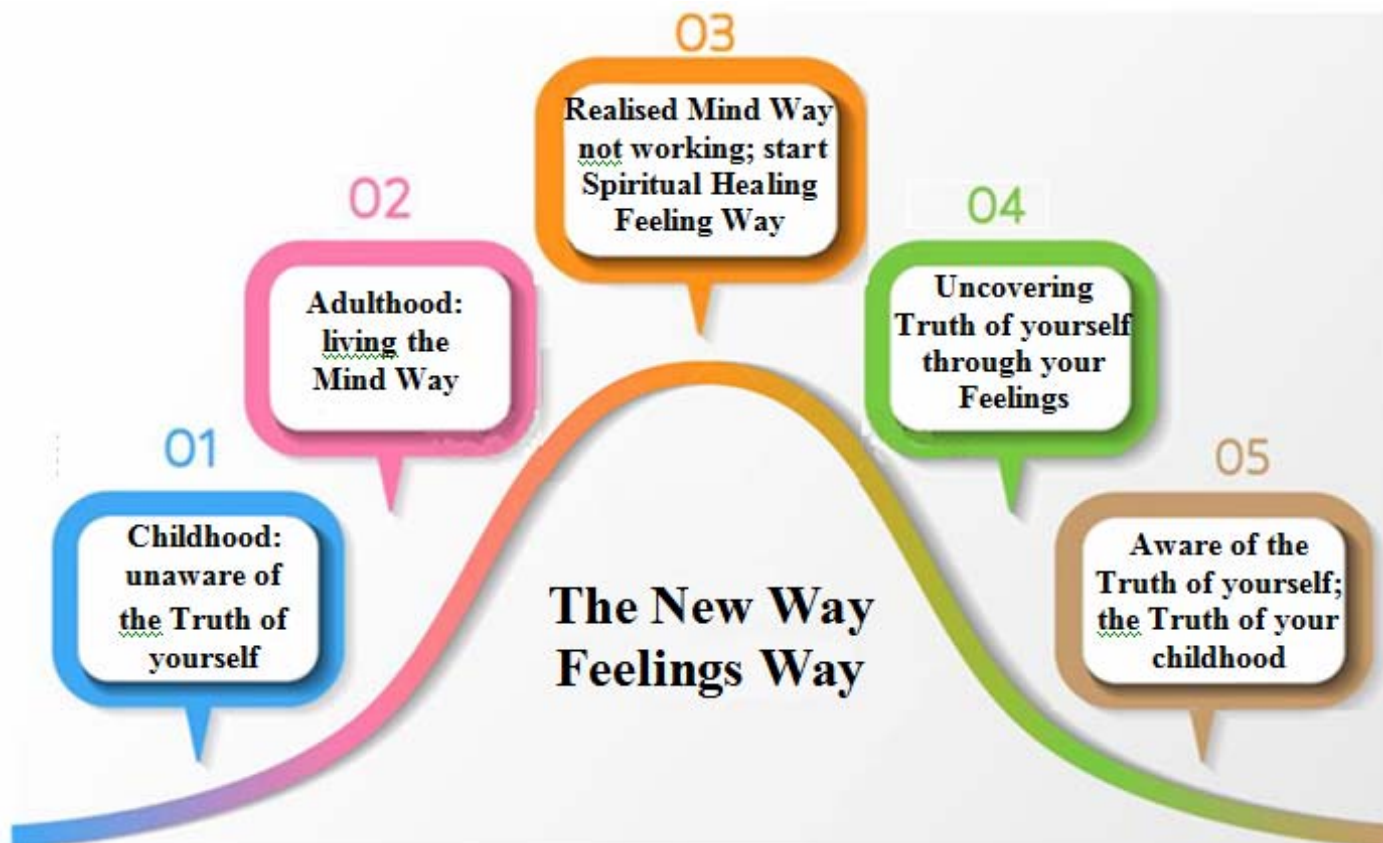 01
Childhood:
unaware of
the Truth of
yourself
02
Adulthood:
living the
Mind Way
03
Realised Mind Way
not working; start
Spiritual Healing
Feeling Way
04
Uncovering
Truth of yourself
through your
Feelings
05
Aware of the
Truth of yourself;
the Truth of your
childhood
The New Way
Feelings Way